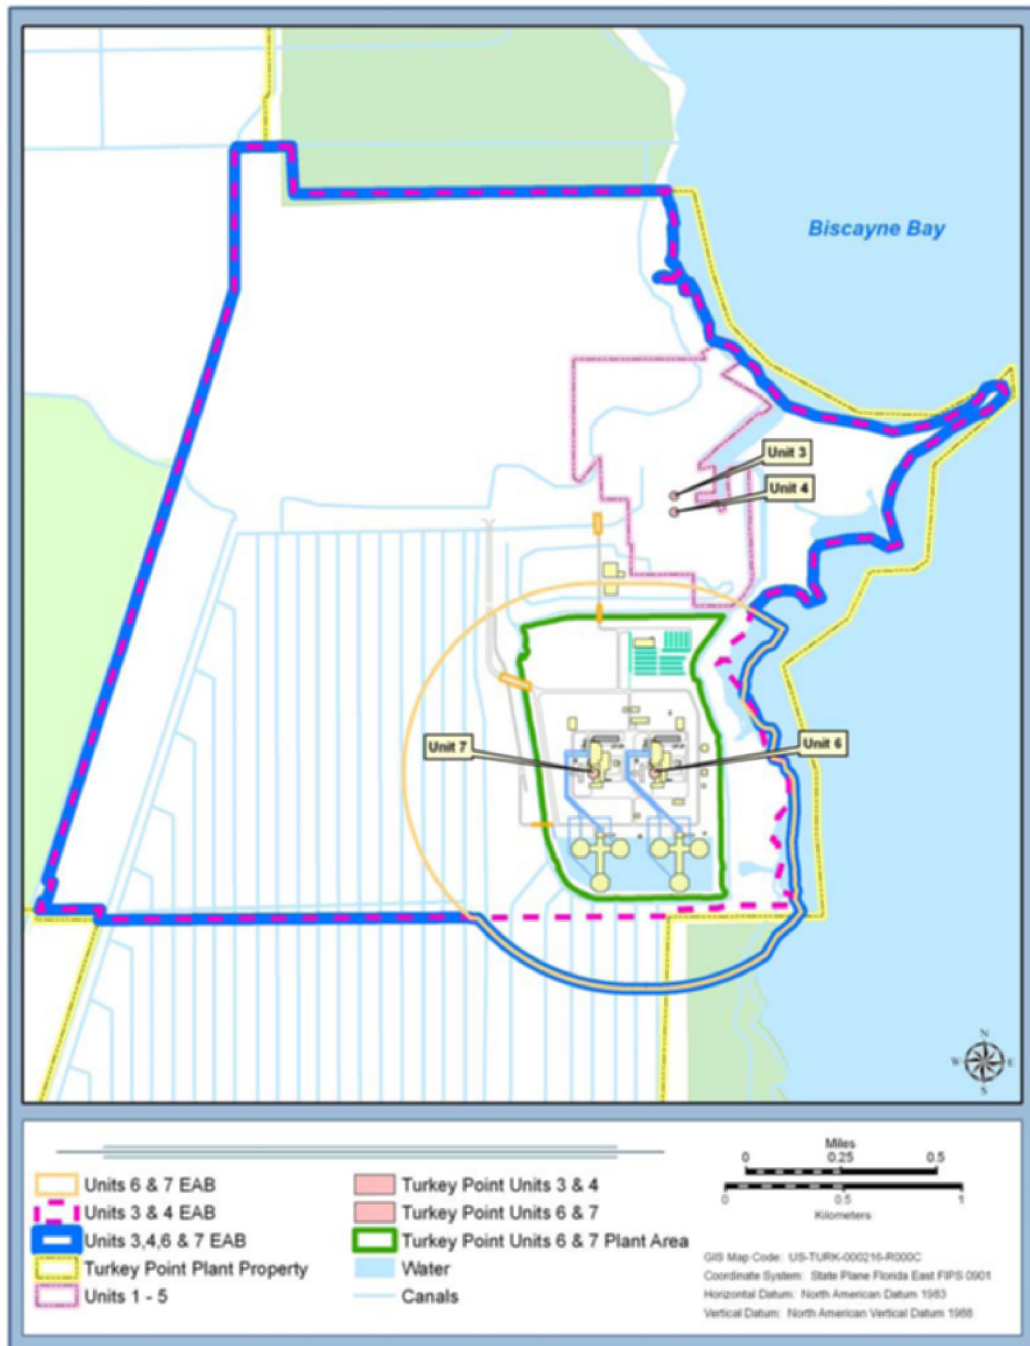 Biscayne Bay
Unit 3
Unit 4
Unit 7
Unit 6
N
W E
S
Miles
0 0.25 0.5
0 0.5 1
Kilometers
Units 6 & 7 EAB
Units 3 & 4 EAB
Units 3,4,6 & 7 EAB
Turkey Point Plant Property
Units 1 - 5
Turkey Point Units 3 & 4
Turkey Point Units 6 & 7
Turkey Point Units 6 & 7 Plant Area
Water
Canals
GIS Map Code: US-TURK-000216-R000C
Coordinate System: State Plane Florida East FIPS 0901
Horizontal Datum: North American Datum 1983
Vertical Datum: North American Vertical Datum 1988